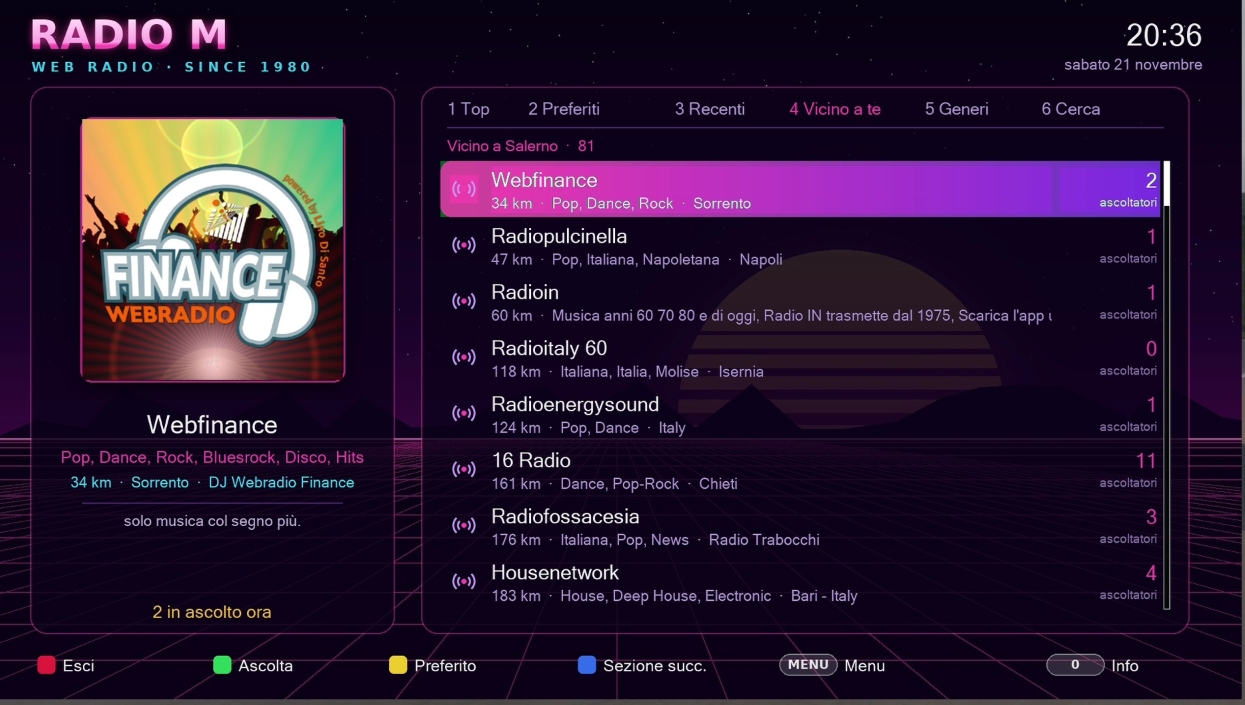 RADIO M
WEB RADIO · SINCE 1980
20:36
sabato 21 novembre
powered by Lino Di Santo
FINANCE
WEBRADIO
Webfinance
Pop, Dance, Rock, Bluesrock, Disco, Hits
34 km · Sorrento · DJ Webradio Finance
solo musica col segno più.
2 in ascolto ora
1 Top 2 Preferiti 3 Recenti 4 Vicino a te 5 Generi 6 Cerca
Vicino a Salerno · 81
Webfinance 2
34 km · Pop, Dance, Rock · Sorrento ascoltatori
Radiopulcinella 1
47 km · Pop, Italiana, Napoletana · Napoli ascoltatori
Radioin 1
60 km · Musica anni 60 70 80 e di oggi, Radio IN trasmette dal 1975, Scarica l'app ascoltatori
Radioitaly 60 0
118 km · Italiana, Italia, Molise · Isernia ascoltatori
Radioenergysound 1
124 km · Pop, Dance · Italy ascoltatori
16 Radio 11
161 km · Dance, Pop-Rock · Chieti ascoltatori
Radiofossacesia 3
176 km · Italiana, Pop, News · Radio Trabocchi ascoltatori
Housenetwork 4
183 km · House, Deep House, Electronic · Bari - Italy ascoltatori
Esci Ascolta Preferito Sezione succ. MENU Menu 0 Info